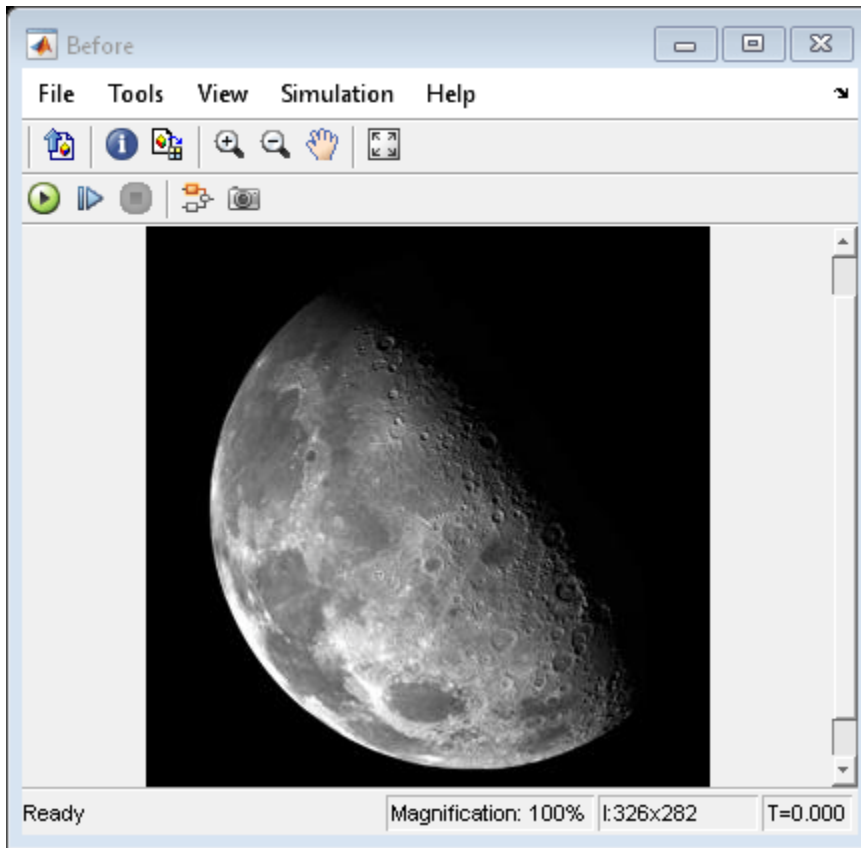 Before
File Tools View Simulation Help
Ready Magnification: 100% I:326x282 T=0.000